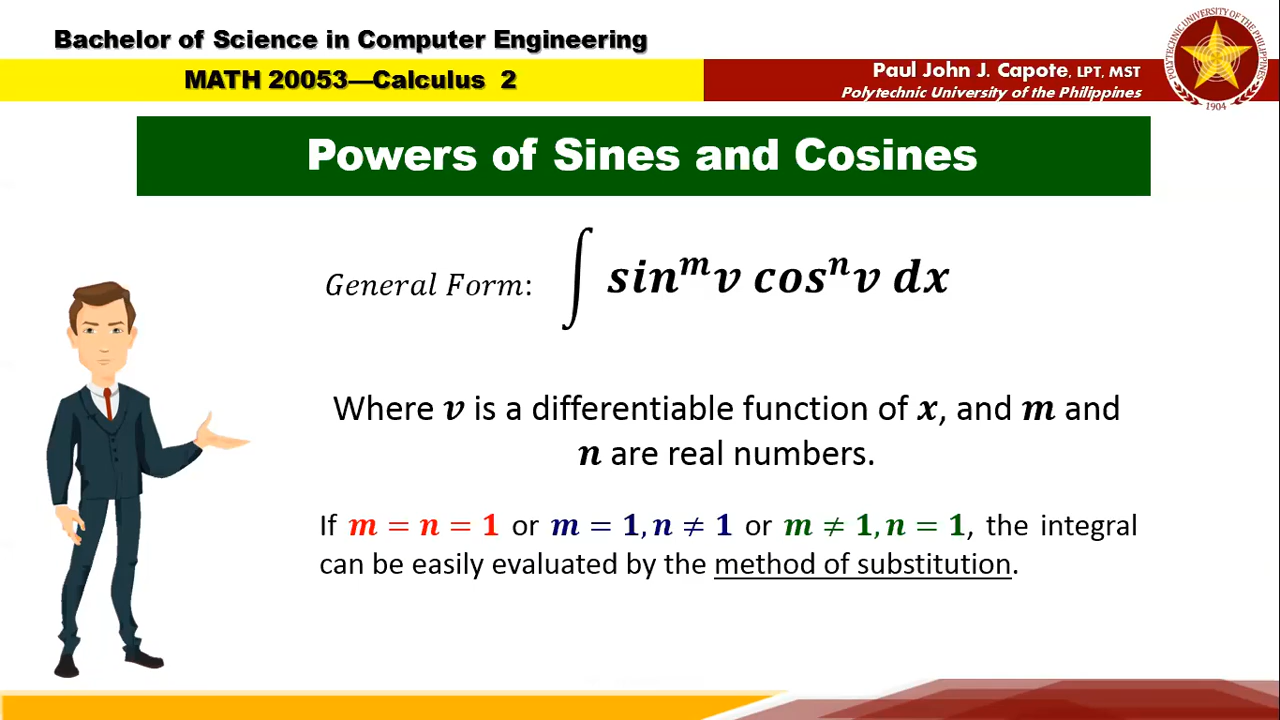 Bachelor of Science in Computer Engineering
MATH 20053—Calculus 2
Paul John J. Capote, LPT, MST
Polytechnic University of the Philippines
POLYTECHNIC UNIVERSITY OF THE PHILIPPINES
1904
Powers of Sines and Cosines
General Form: ∫ sinᵐv cosⁿv dx
Where v is a differentiable function of x, and m and
n are real numbers.
If m = n = 1 or m = 1, n ≠ 1 or m ≠ 1, n = 1, the integral
can be easily evaluated by the method of substitution.